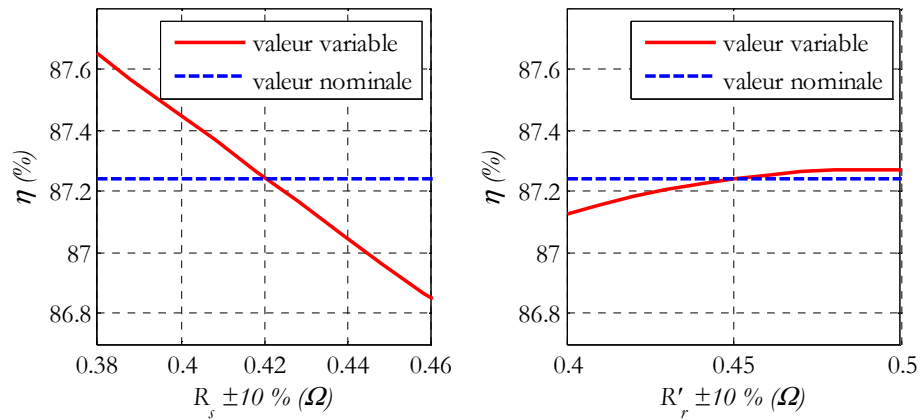 valeur variable
valeur nominale
η (%)
87.6
87.4
87.2
87
86.8
0.38
0.4
0.42
0.44
0.46
R_s ±10 % (Ω)
valeur variable
valeur nominale
η (%)
87.6
87.4
87.2
87
86.8
0.4
0.45
0.5
R'_r ±10 % (Ω)